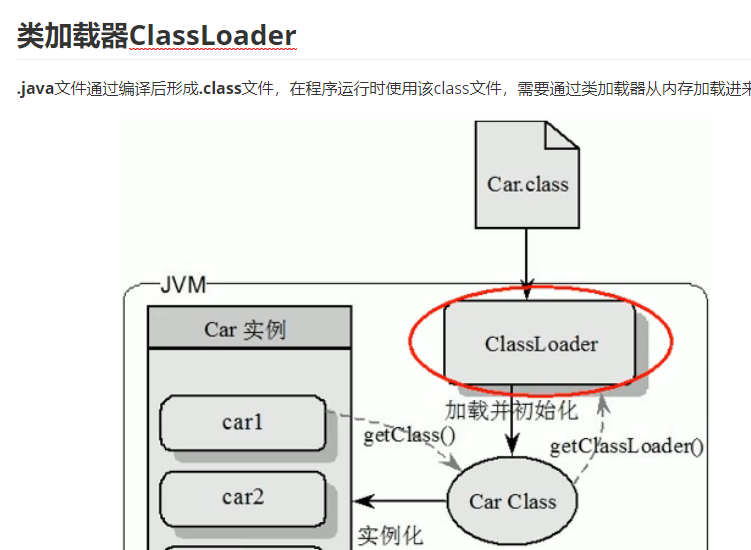 类加载器ClassLoader
.java文件通过编译后形成.class文件，在程序运行时使用该class文件，需要通过类加载器从内存加载进来
Car.class
JVM
Car 实例
ClassLoader
加载并初始化
car1
getClass()
getClassLoader()
car2
Car Class
实例化